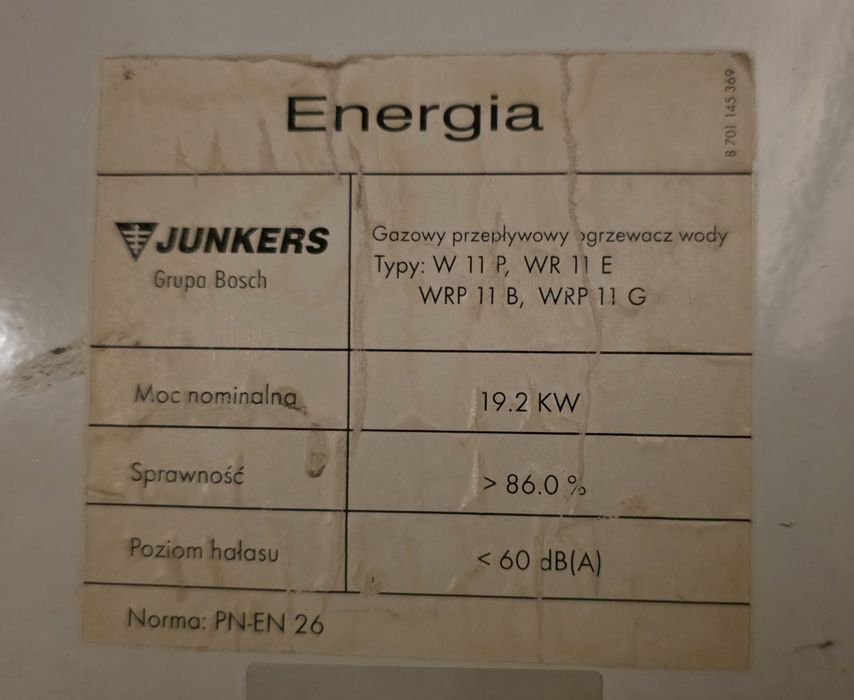 Energia
8 701 145 369
JUNKERS
Grupa Bosch
Gazowy przepływowy ogrzewacz wody
Typy: W 11 P, WR 11 E
WRP 11 B, WRP 11 G
Moc nominalna 19.2 KW
Sprawność > 86.0 %
Poziom hałasu < 60 dB(A)
Norma: PN-EN 26